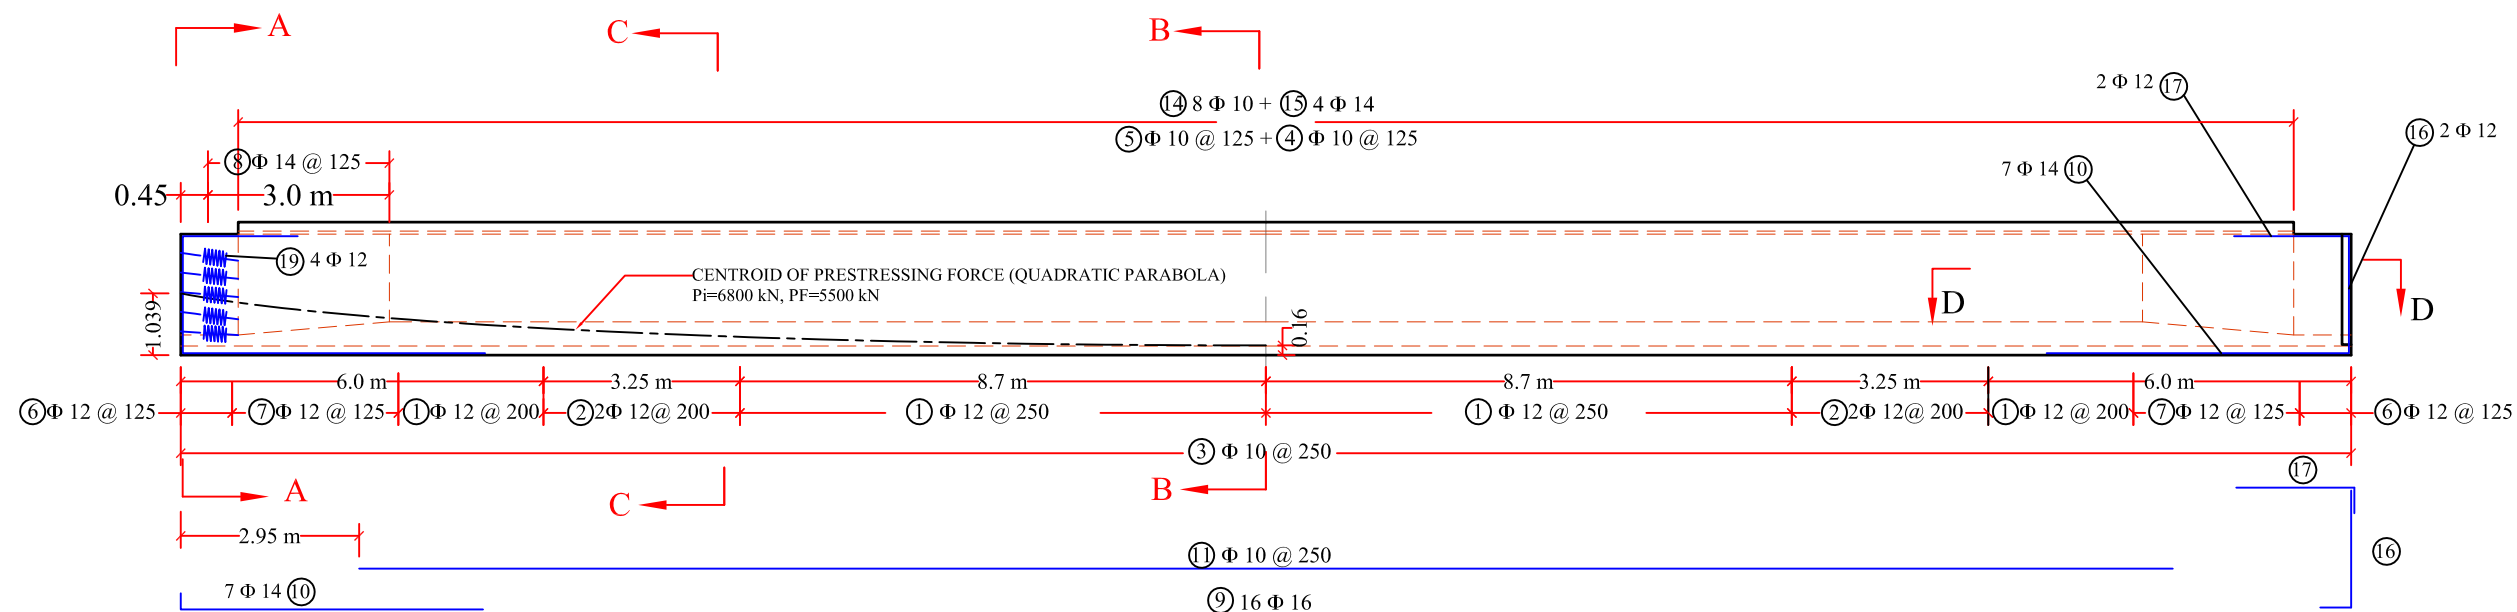 A
C
B
14 8 Φ 10 + 15 4 Φ 14
5 Φ 10 @ 125 + 4 Φ 10 @ 125
2 Φ 12 17
16 2 Φ 12
8 Φ 14 @ 125
7 Φ 14 10
0.45
3.0 m
19 4 Φ 12
CENTROID OF PRESTRESSING FORCE (QUADRATIC PARABOLA)
Pi=6800 kN, PF=5500 kN
1.039
0.16
D
D
6.0 m
3.25 m
8.7 m
8.7 m
3.25 m
6.0 m
6 Φ 12 @ 125
7 Φ 12 @ 125
1 Φ 12 @ 200
2 2Φ 12@ 200
1 Φ 12 @ 250
1 Φ 12 @ 250
2 2Φ 12@ 200
1 Φ 12 @ 200
7 Φ 12 @ 125
6 Φ 12 @ 125
3 Φ 10 @ 250
17
A
C
B
2.95 m
11 Φ 10 @ 250
16
7 Φ 14 10
9 16 Φ 16